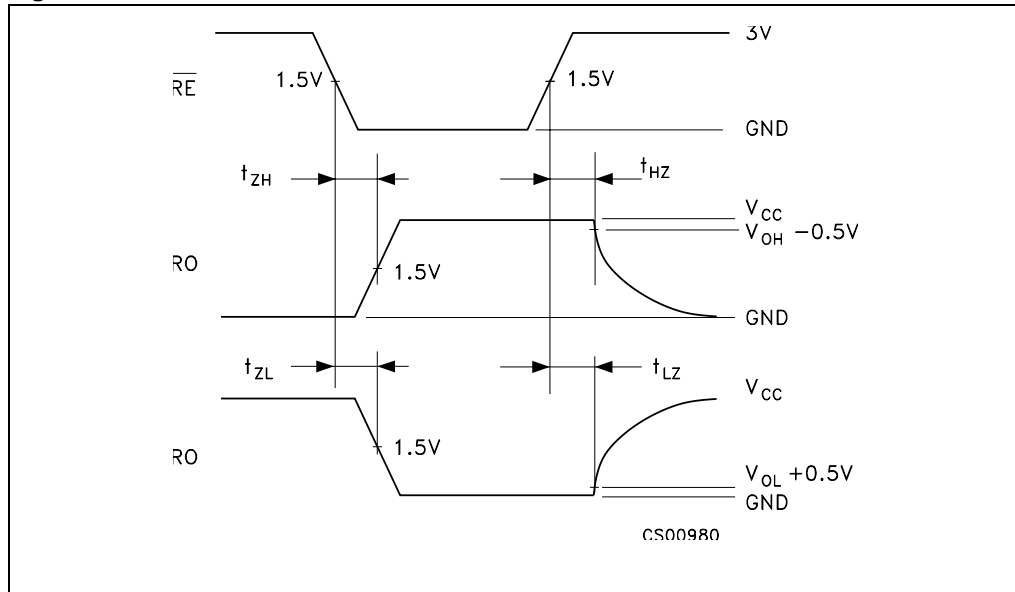 3V
1.5V
1.5V
RE
GND
tZH
tHZ
VCC
VOH -0.5V
RO
1.5V
GND
tZL
tLZ
VCC
1.5V
RO
VOL +0.5V
GND
CS00980